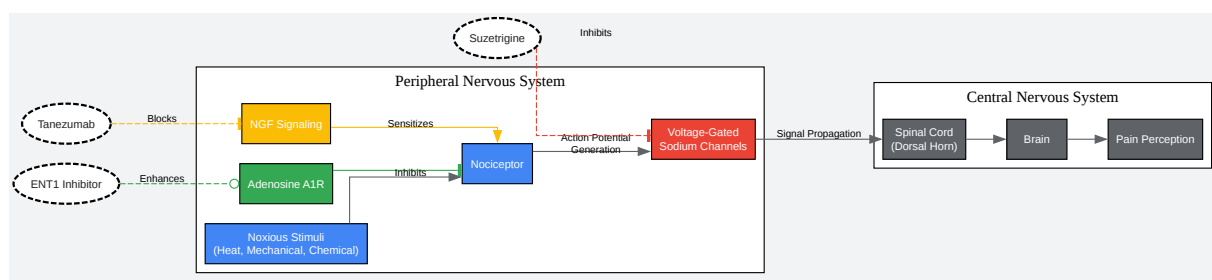 Suzetrigine
Inhibits
Peripheral Nervous System
Central Nervous System
Tanezumab
Blocks
NGF Signaling
Sensitizes
Action Potential
Generation
Voltage-Gated
Sodium Channels
Signal Propagation
Spinal Cord
(Dorsal Horn)
Brain
Pain Perception
Nociceptor
ENT1 Inhibitor
Enhances
Adenosine A1R
Inhibits
Noxious Stimuli
(Heat, Mechanical, Chemical)